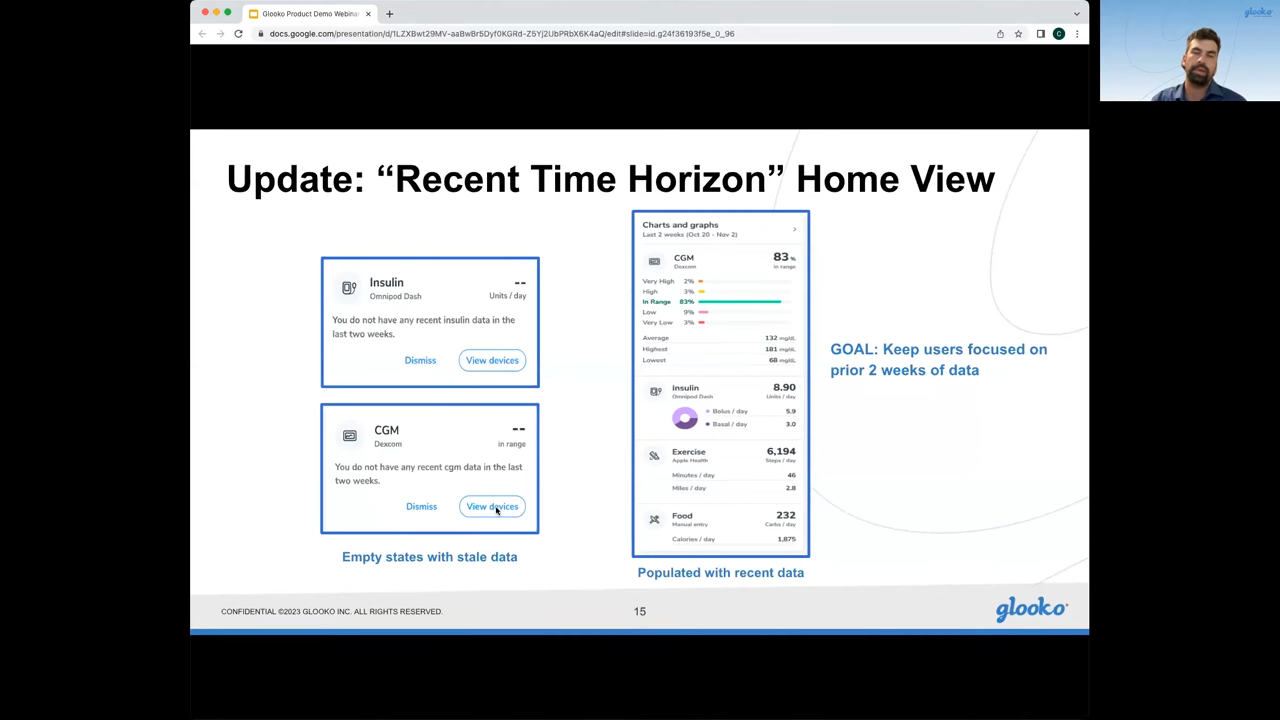 Glooko Product Demo Webina
docs.google.com/presentation/d/1LZXBwt29MV-aaBwBr5Dyf0KGRd-Z5Yj2UbPRbX6K4aQ/edit#slide=id.g24f36193f5e_0_96
C
glooko
Update: “Recent Time Horizon” Home View
Insulin --
Omnipod Dash Units / day
You do not have any recent insulin data in the
last two weeks.
Dismiss View devices
CGM --
Dexcom in range
You do not have any recent cgm data in the last
two weeks.
Dismiss View devices
Empty states with stale data
Charts and graphs
Last 2 weeks (Oct 20 - Nov 2)
CGM 83 %
Dexcom in range
Very High 2%
High 3%
In Range 83%
Low 9%
Very Low 3%
Average 132 mg/dL
Highest 181 mg/dL
Lowest 68 mg/dL
Insulin 8.90
Omnipod Dash Units / day
Bolus / day 5.9
Basal / day 3.0
Exercise 6,194
Apple Health Steps / day
Minutes / day 46
Miles / day 2.8
Food 232
Manual entry Carbs / day
Calories / day 1,875
Populated with recent data
GOAL: Keep users focused on
prior 2 weeks of data
CONFIDENTIAL ©2023 GLOOKO INC. ALL RIGHTS RESERVED.
15
glooko